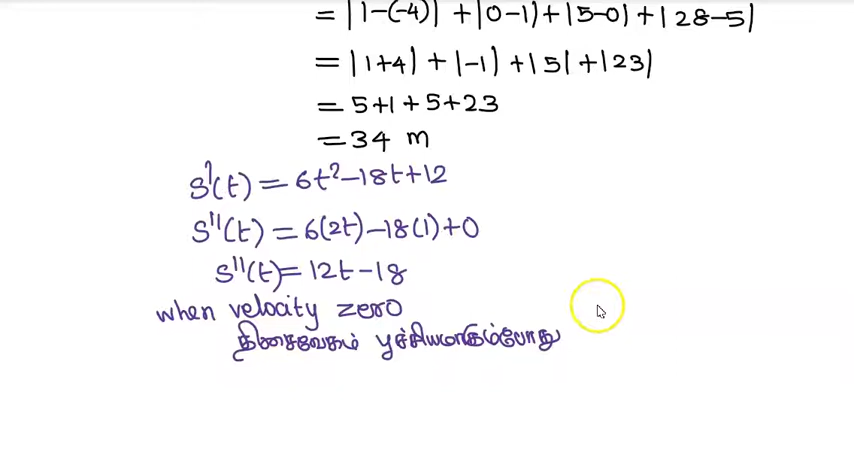 = |1-(-4)| + |0-1| + |5-0| + |28-5|
= |1+4| + |-1| + |5| + |23|
= 5+1+5+23
= 34 m
s'(t) = 6t²-18t+12
s''(t) = 6(2t)-18(1)+0
s''(t) = 12t-18
when velocity zero
திசைவேகம் பூச்சியமாகும்போது